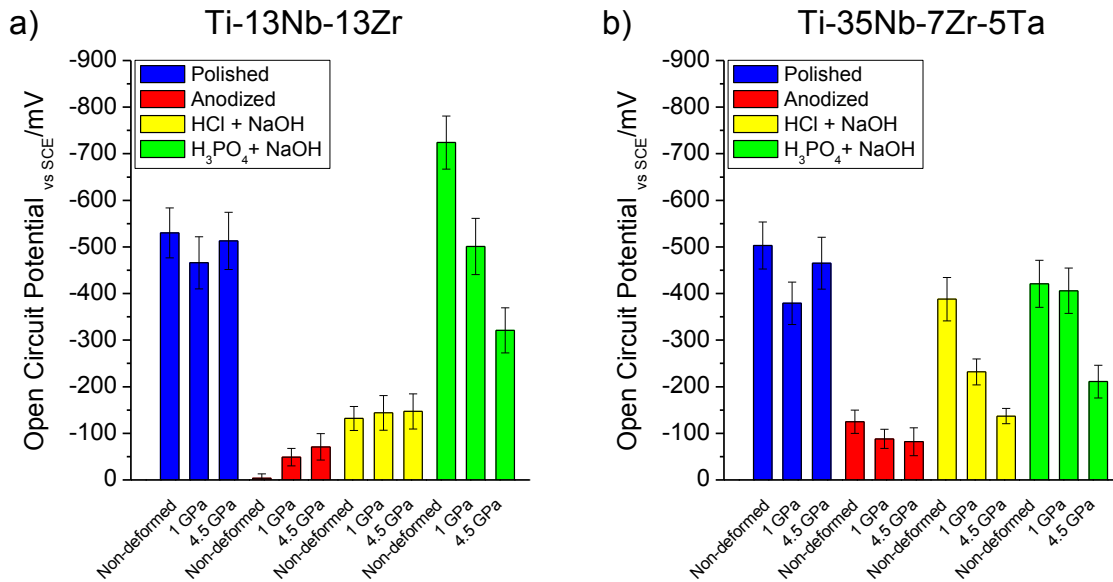 a)
Ti-13Nb-13Zr
-900
-800
-700
-600
-500
-400
-300
-200
-100
0
Open Circuit Potential vs SCE/mV
Polished
Anodized
HCl + NaOH
H3PO4+ NaOH
Non-deformed
1 GPa
4.5 GPa
Non-deformed
1 GPa
4.5 GPa
Non-deformed
1 GPa
4.5 GPa
Non-deformed
1 GPa
4.5 GPa
b)
Ti-35Nb-7Zr-5Ta
-900
-800
-700
-600
-500
-400
-300
-200
-100
0
Open Circuit Potential vs SCE/mV
Polished
Anodized
HCl + NaOH
H3PO4+ NaOH
Non-deformed
1 GPa
4.5 GPa
Non-deformed
1 GPa
4.5 GPa
Non-deformed
1 GPa
4.5 GPa
Non-deformed
1 GPa
4.5 GPa